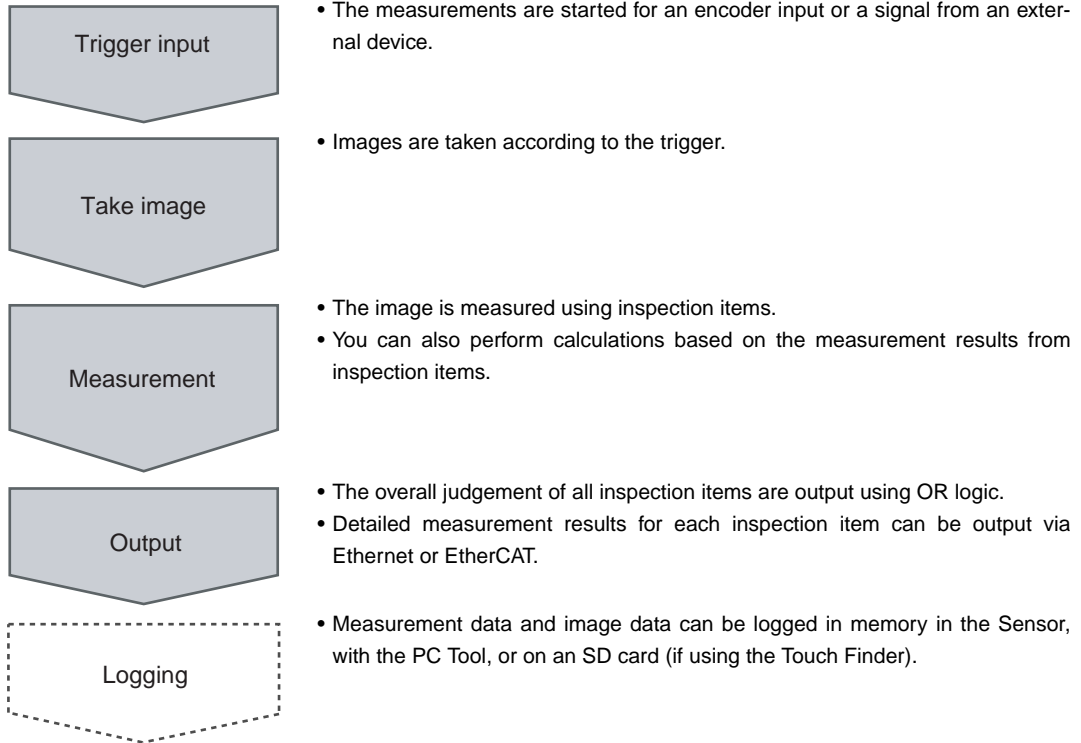 Trigger input
• The measurements are started for an encoder input or a signal from an exter-
nal device.
Take image
• Images are taken according to the trigger.
Measurement
• The image is measured using inspection items.
• You can also perform calculations based on the measurement results from
inspection items.
Output
• The overall judgement of all inspection items are output using OR logic.
• Detailed measurement results for each inspection item can be output via
Ethernet or EtherCAT.
Logging
• Measurement data and image data can be logged in memory in the Sensor,
with the PC Tool, or on an SD card (if using the Touch Finder).